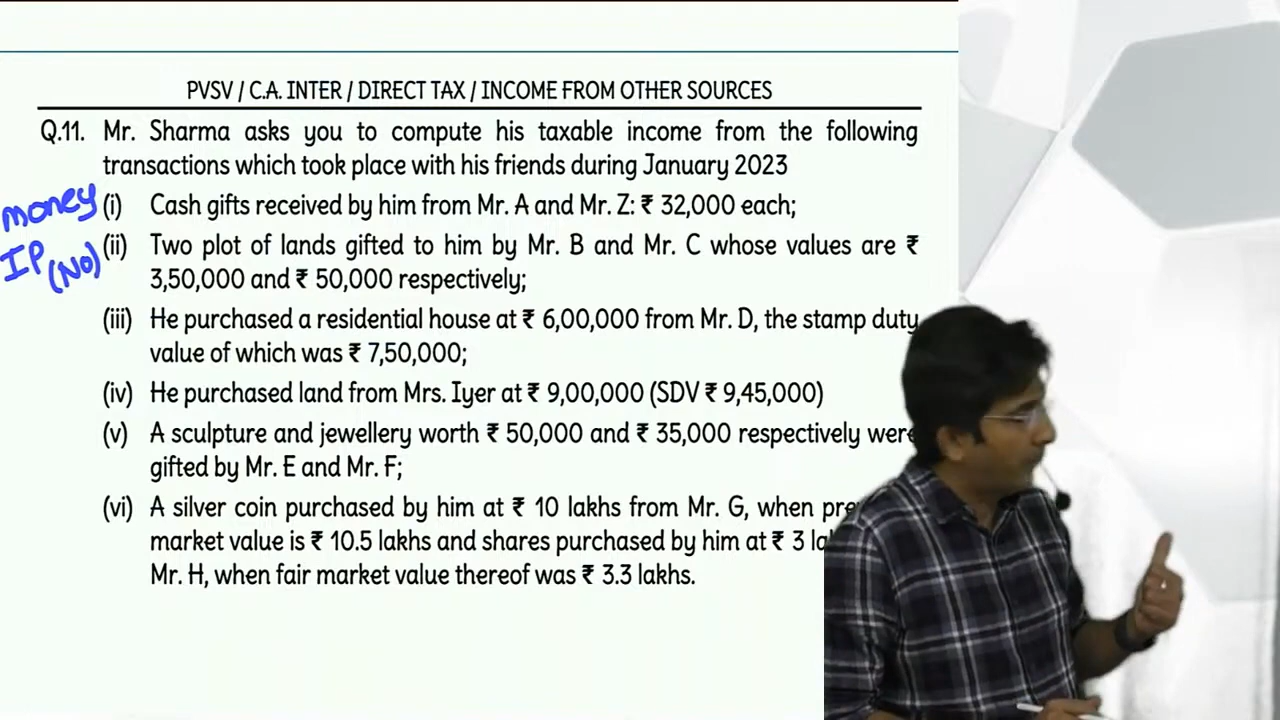 PVSV / C.A. INTER / DIRECT TAX / INCOME FROM OTHER SOURCES
Q.11. Mr. Sharma asks you to compute his taxable income from the following
transactions which took place with his friends during January 2023
money (i) Cash gifts received by him from Mr. A and Mr. Z: ₹ 32,000 each;
IP (No) (ii) Two plot of lands gifted to him by Mr. B and Mr. C whose values are ₹
3,50,000 and ₹ 50,000 respectively;
(iii) He purchased a residential house at ₹ 6,00,000 from Mr. D, the stamp duty
value of which was ₹ 7,50,000;
(iv) He purchased land from Mrs. Iyer at ₹ 9,00,000 (SDV ₹ 9,45,000)
(v) A sculpture and jewellery worth ₹ 50,000 and ₹ 35,000 respectively were
gifted by Mr. E and Mr. F;
(vi) A silver coin purchased by him at ₹ 10 lakhs from Mr. G, when
market value is ₹ 10.5 lakhs and shares purchased by him at ₹ 3
Mr. H, when fair market value thereof was ₹ 3.3 lakhs.